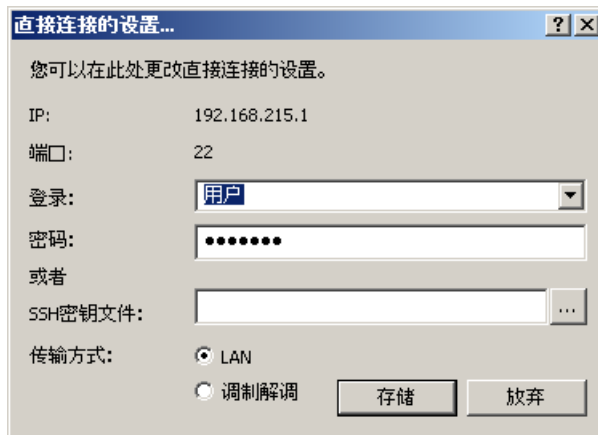 直接连接的设置...
您可以在此处更改直接连接的设置。
IP: 192.168.215.1
端口: 22
登录: 用户
密码: ●●●●●●●
或者
SSH密钥文件: ...
传输方式: LAN
调制解调
存储 放弃